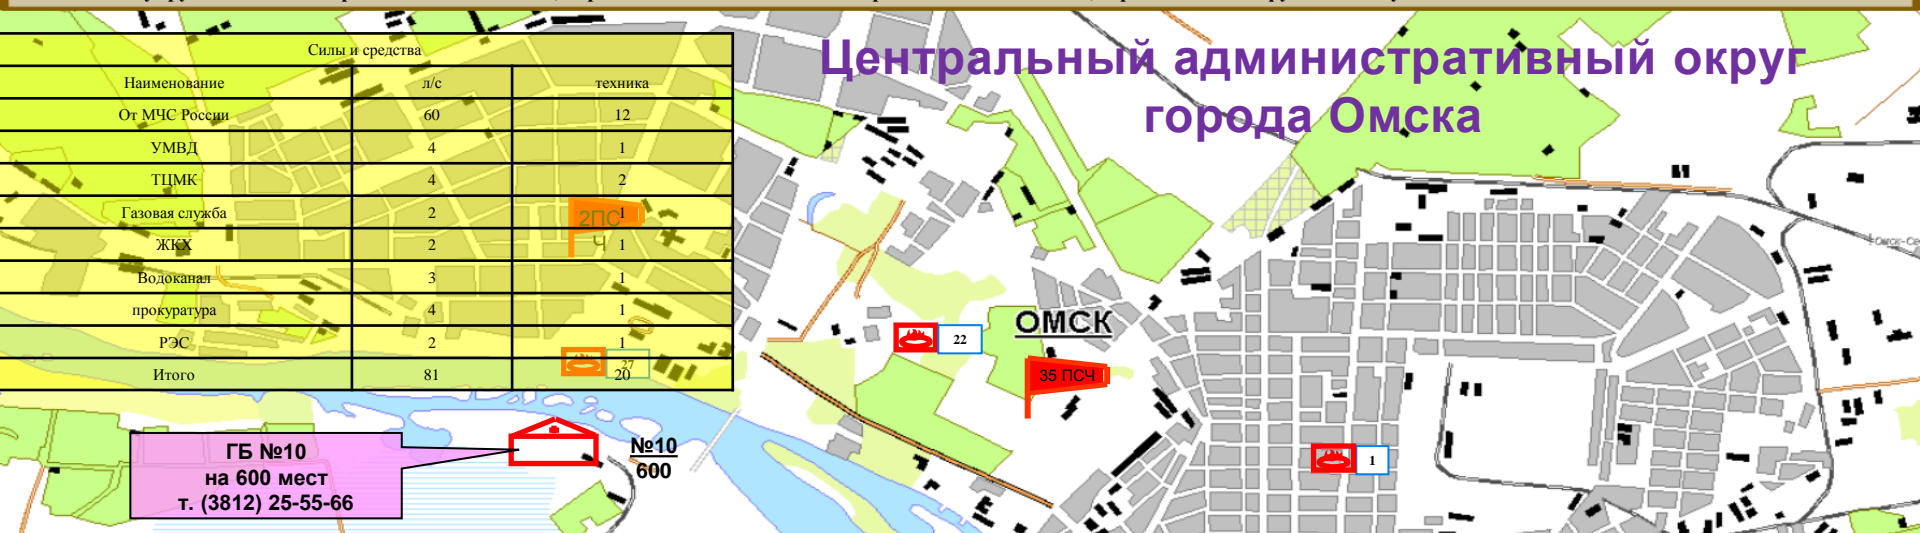 Центральный административный округ
города Омска
Силы и средства
Наименование л/с техника
От МЧС России 60 12
УМВД 4 1
ТЦМК 4 2
Газовая служба 2 1
ЖКХ 2 1
Водоканал 3 1
прокуратура 4 1
РЭС 2 1
Итого 81 20
2ПС
Ч
27
22
ОМСК
35 ПСЧ
1
ГБ №10
на 600 мест
т. (3812) 25-55-66
№10
600